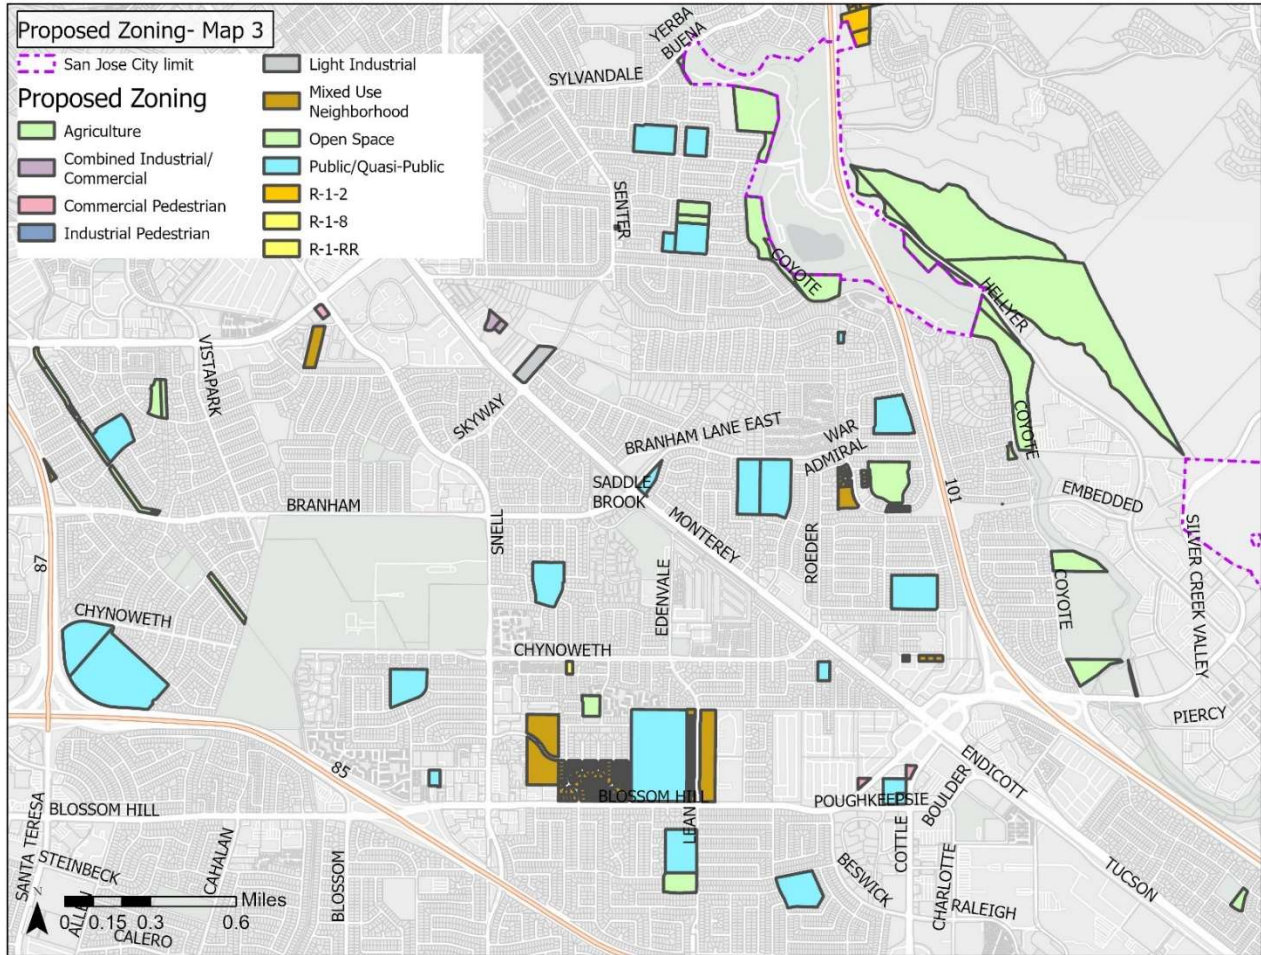 Proposed Zoning- Map 3
San Jose City limit
Proposed Zoning
Agriculture
Combined Industrial/
Commercial
Commercial Pedestrian
Industrial Pedestrian
Light Industrial
Mixed Use
Neighborhood
Open Space
Public/Quasi-Public
R-1-2
R-1-8
R-1-RR
YERBA
BUENA
SYLVANDALE
SENTER
COYOTE
HELLYER
VISTAPARK
SKYWAY
BRANHAM LANE EAST
WAR
ADMIRAL
COYOTE
SADDLE
BROOK
BRANHAM
SNELL
MONTEREY
101
EMBEDDED
SILVER CREEK VALLEY
87
ROEDER
EDENVALE
COYOTE
CHYNOWETH
CHYNOWETH
PIERCY
85
ENDICOTT
BLOSSOM HILL
BLOSSOM HILL
LEAN
POUGHKEEPSIE
BOULDER
SANTA TERESA
STEINBECK
CAHALAN
BLOSSOM
BESWICK
COTTLE
CHARLOTTE
TUCSON
RALEIGH
ALLEN
CALERO
Z
0 0.15 0.3 0.6 Miles